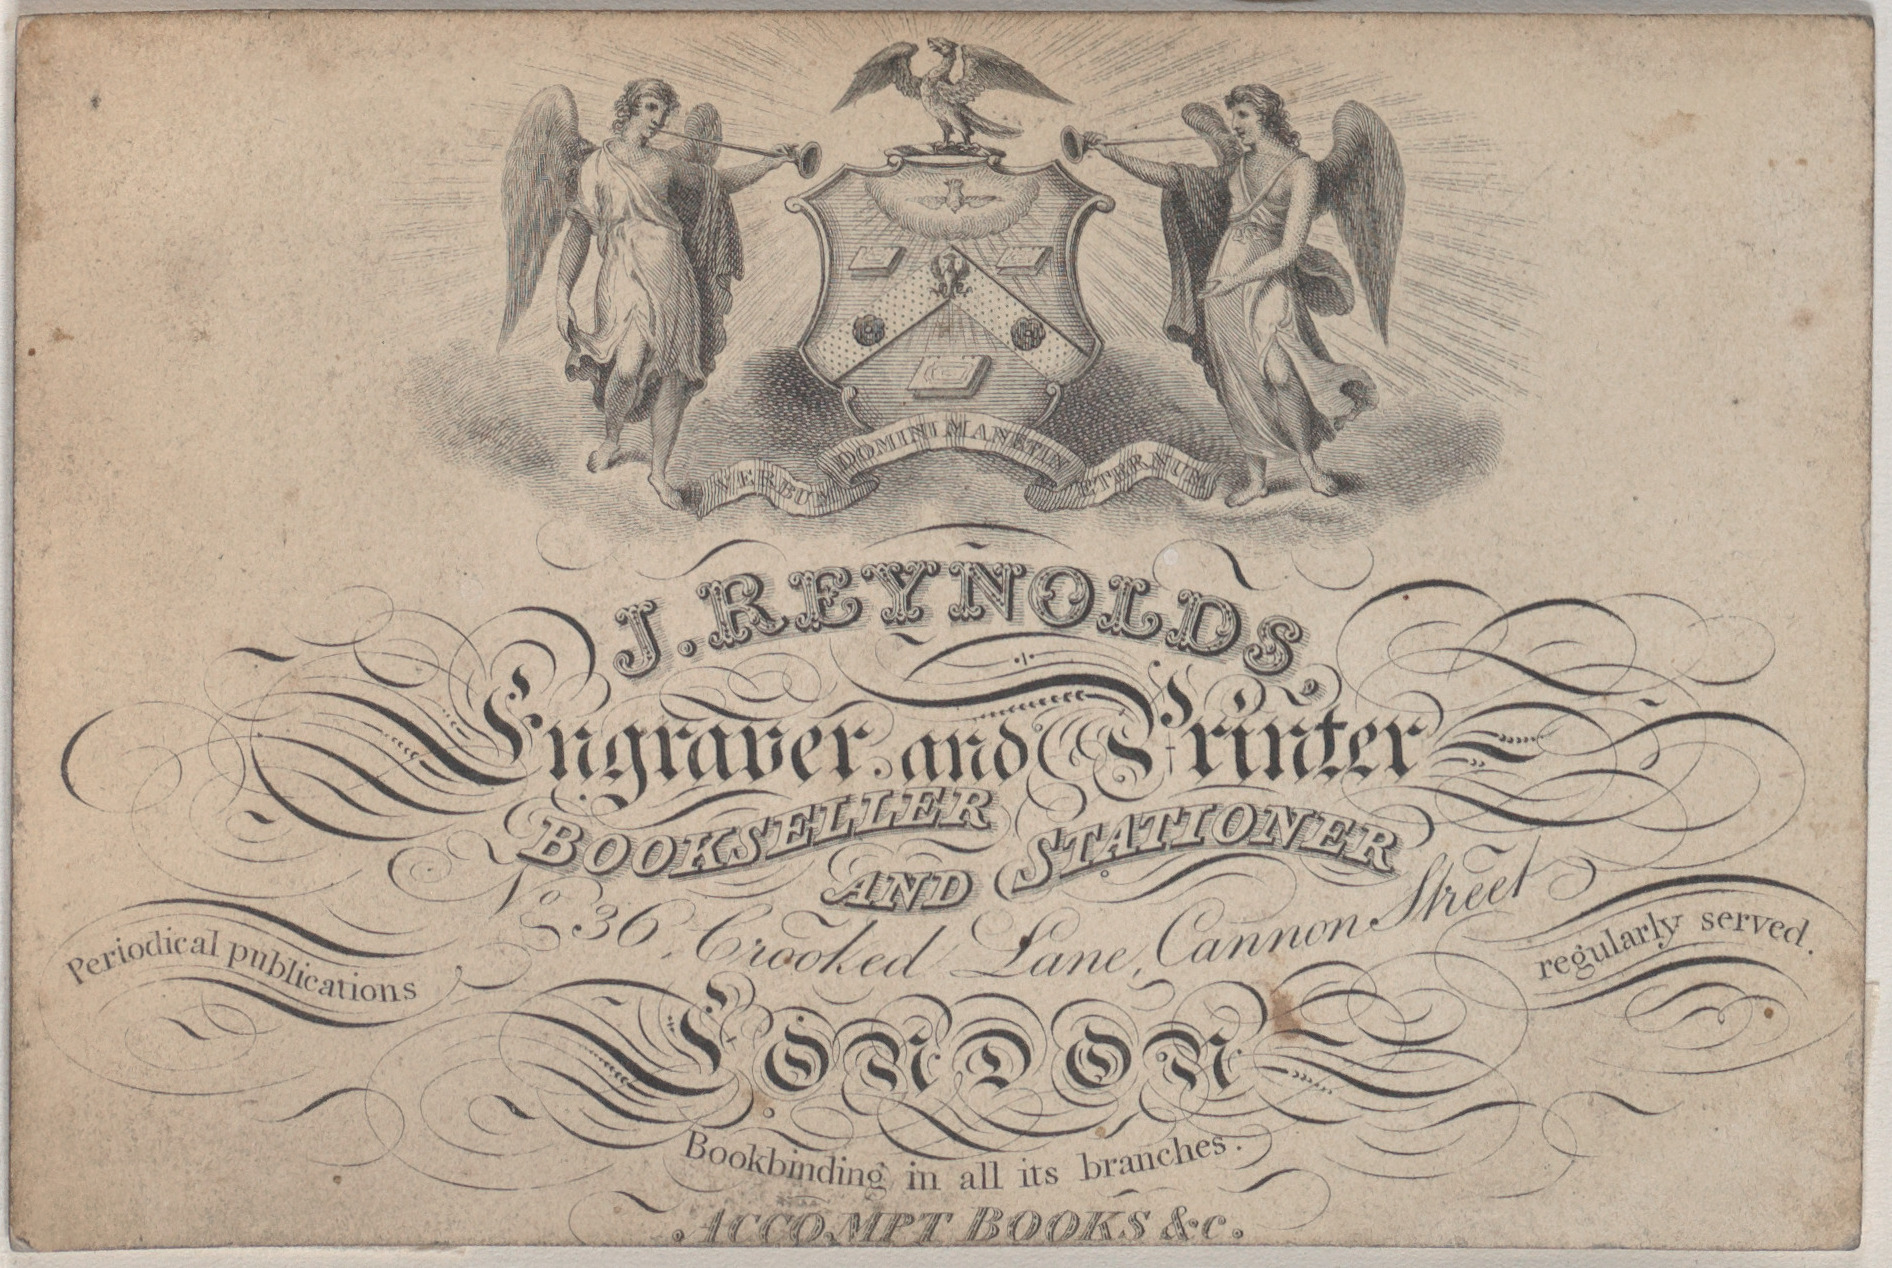 VERBUM DOMINI MANET IN ETERNUM
J. REYNOLDS,
Engraver and Printer
BOOKSELLER AND STATIONER
No. 36, Crooked Lane, Cannon Street
Periodical publications regularly served.
LONDON
Bookbinding in all its branches.
ACCOMPT BOOKS &c.